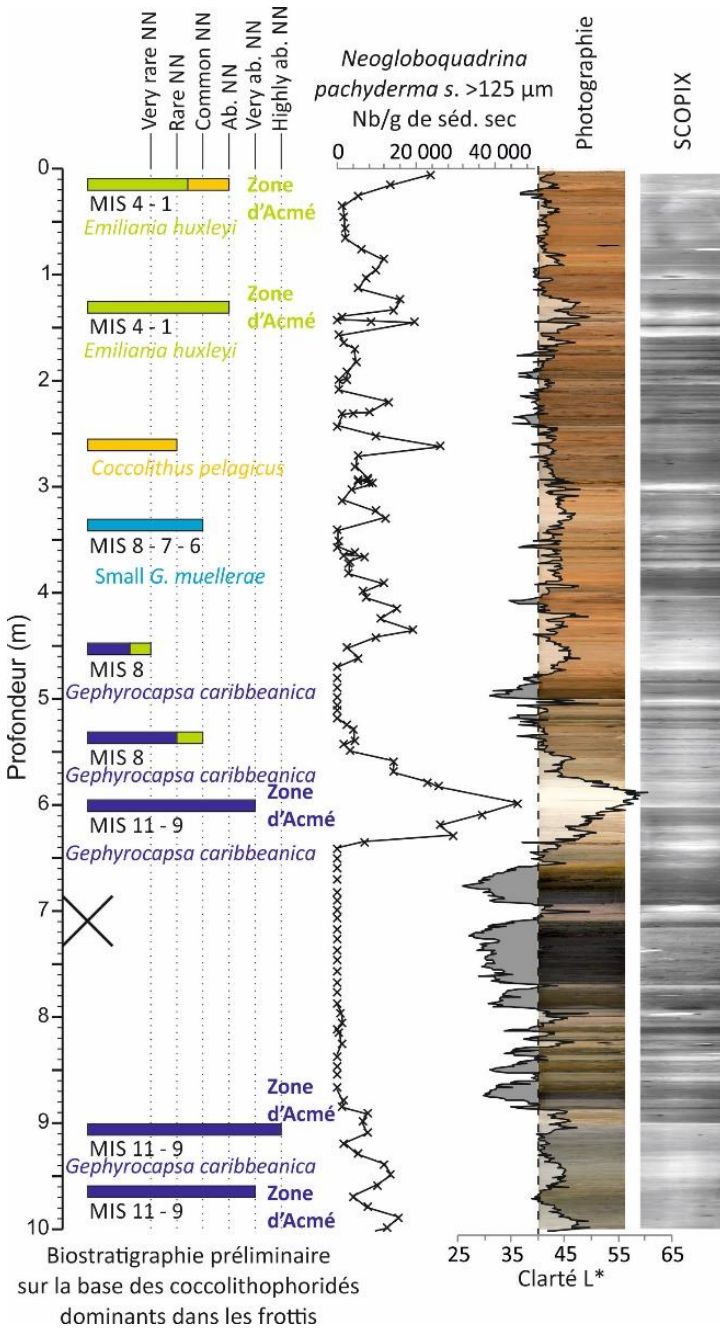 Very rare NN
Rare NN
Common NN
Ab. NN
Very ab. NN
Highly ab. NN
Neogloboquadrina
pachyderma s. >125 µm
Nb/g de séd. sec
0 20 000 40 000
Photographie
SCOPIX
Profondeur (m)
0
Zone
d'Acmé
MIS 4 - 1
Emiliania huxleyi
1
Zone
d'Acmé
MIS 4 - 1
Emiliania huxleyi
2
Coccolithus pelagicus
3
MIS 8 - 7 - 6
Small G. muellerae
4
MIS 8
5
Gephyrocapsa caribbeanica
MIS 8
Gephyrocapsa caribbeanica
Zone
d'Acmé
6
MIS 11 - 9
Gephyrocapsa caribbeanica
7
8
Zone
d'Acmé
9
MIS 11 - 9
Gephyrocapsa caribbeanica
Zone
d'Acmé
MIS 11 - 9
10
Biostratigraphie préliminaire
sur la base des coccolithophoridés
dominants dans les frottis
25 35 45 55 65
Clarté L*